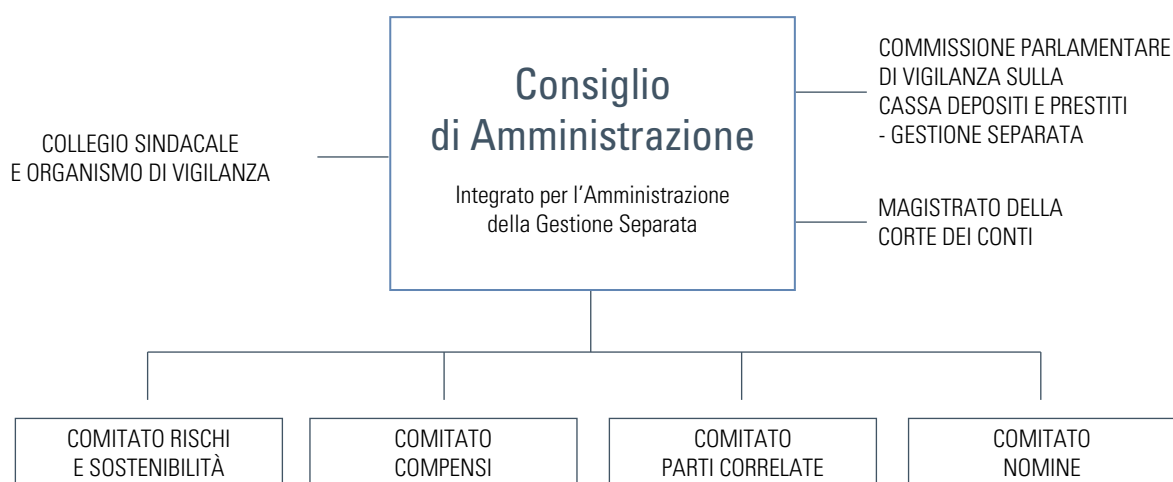 Consiglio
di Amministrazione
Integrato per l'Amministrazione
della Gestione Separata
COLLEGIO SINDACALE
E ORGANISMO DI VIGILANZA
COMMISSIONE PARLAMENTARE
DI VIGILANZA SULLA
CASSA DEPOSITI E PRESTITI
- GESTIONE SEPARATA
MAGISTRATO DELLA
CORTE DEI CONTI
COMITATO RISCHI
E SOSTENIBILITÀ
COMITATO
COMPENSI
COMITATO
PARTI CORRELATE
COMITATO
NOMINE